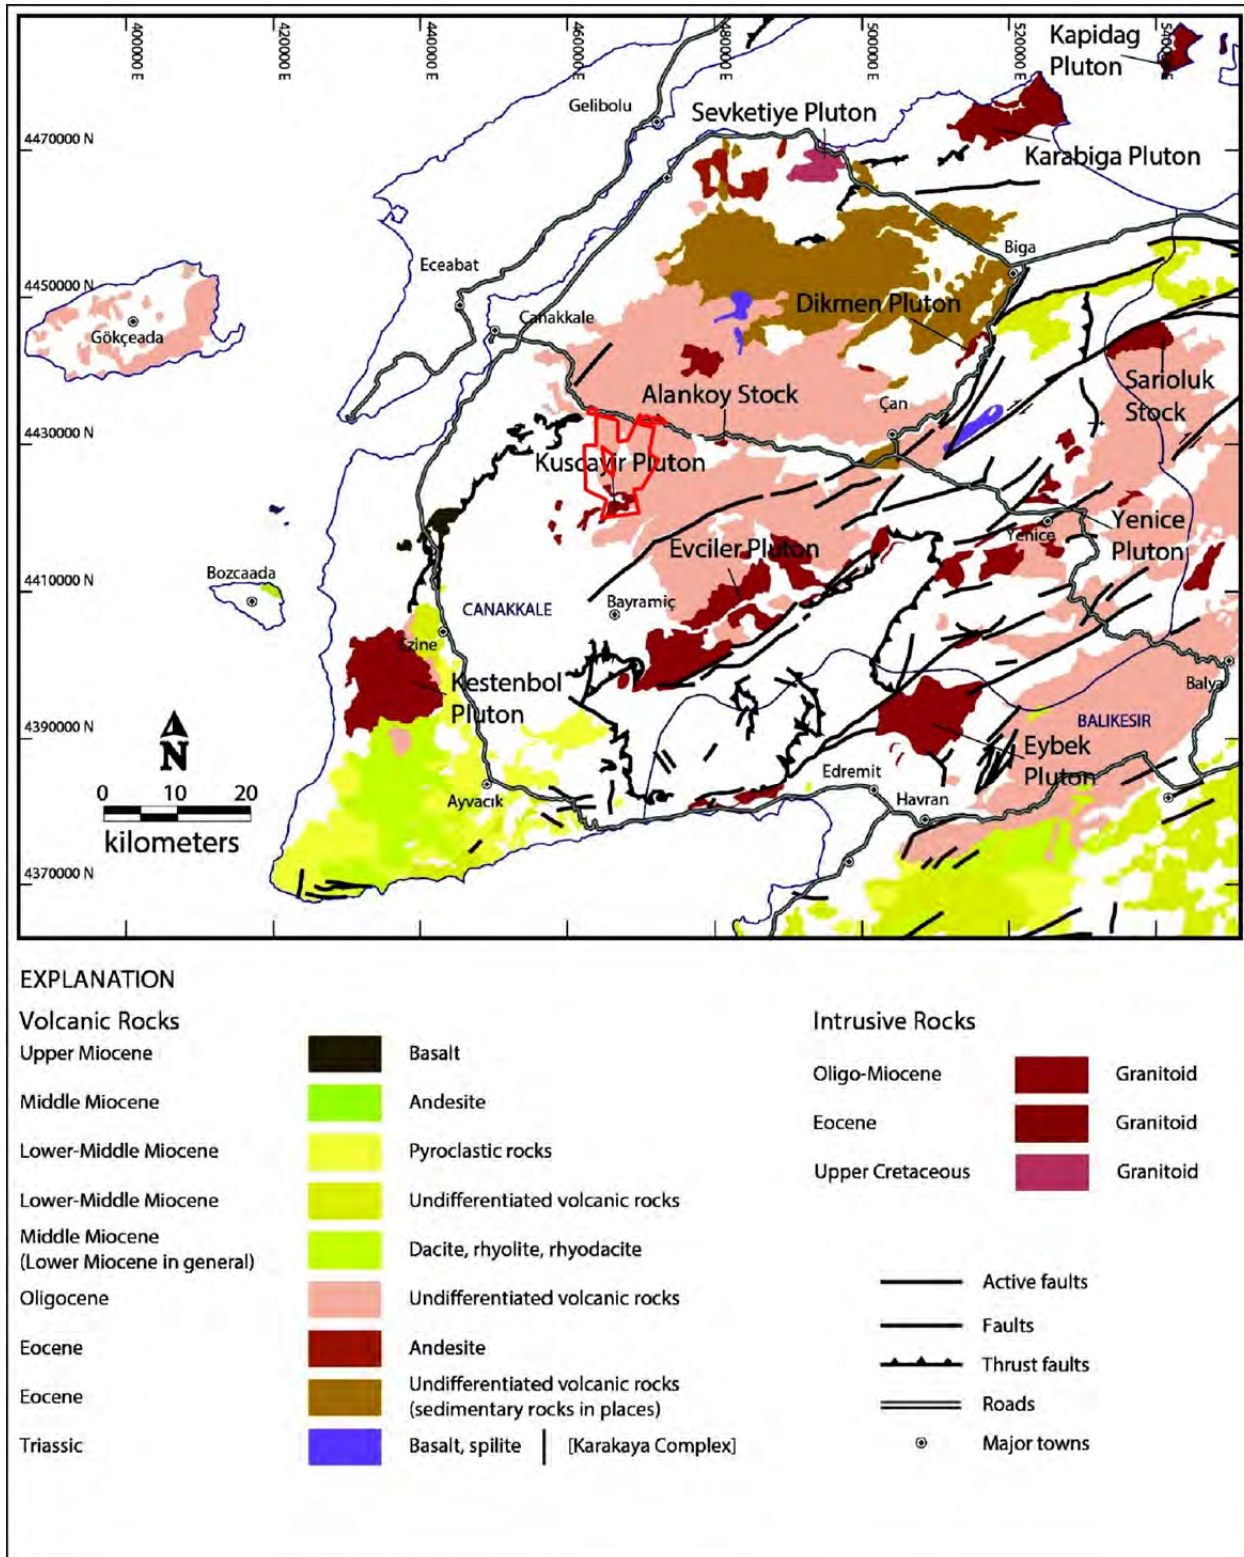 400000 E
420000 E
440000 E
460000 E
480000 E
500000 E
520000 E
540000 E
Kapidag
Pluton
Gelibolu
Sevketiye Pluton
4470000 N
Karabiga Pluton
Biga
Eceabat
4450000 N
Dikmen Pluton
Canakkale
Gökçeada
Sarioluk
Stock
Alankoy Stock
Çan
4430000 N
Kuscayir Pluton
Yenice
Pluton
Yenice
Evciler Pluton
4410000 N
Bozcaada
Bayramiç
CANAKKALE
Ezine
Kestenbol
Pluton
Balya
4390000 N
BALIKESIR
N
Eybek
Pluton
Edremit
0 10 20
Ayvacık
Havran
kilometers
4370000 N
EXPLANATION
Volcanic Rocks
Upper Miocene Basalt
Middle Miocene Andesite
Lower-Middle Miocene Pyroclastic rocks
Lower-Middle Miocene Undifferentiated volcanic rocks
Middle Miocene
(Lower Miocene in general) Dacite, rhyolite, rhyodacite
Oligocene Undifferentiated volcanic rocks
Eocene Andesite
Eocene Undifferentiated volcanic rocks
(sedimentary rocks in places)
Triassic Basalt, spilite [Karakaya Complex]
Intrusive Rocks
Oligo-Miocene Granitoid
Eocene Granitoid
Upper Cretaceous Granitoid
Active faults
Faults
Thrust faults
Roads
Major towns